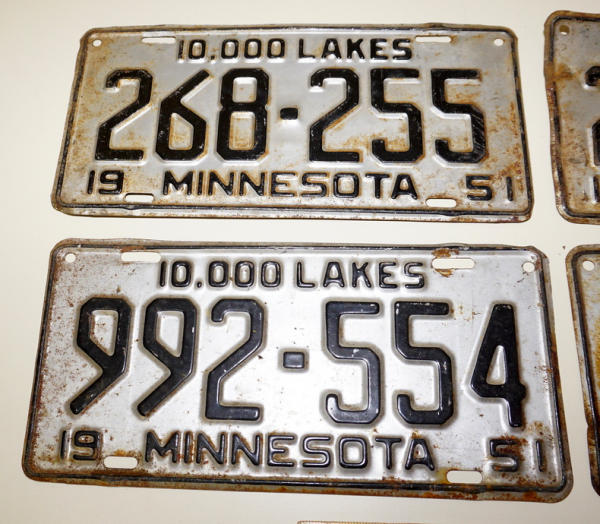 10,000 LAKES
268-255
19 MINNESOTA 51
10,000 LAKES
992-554
19 MINNESOTA 51